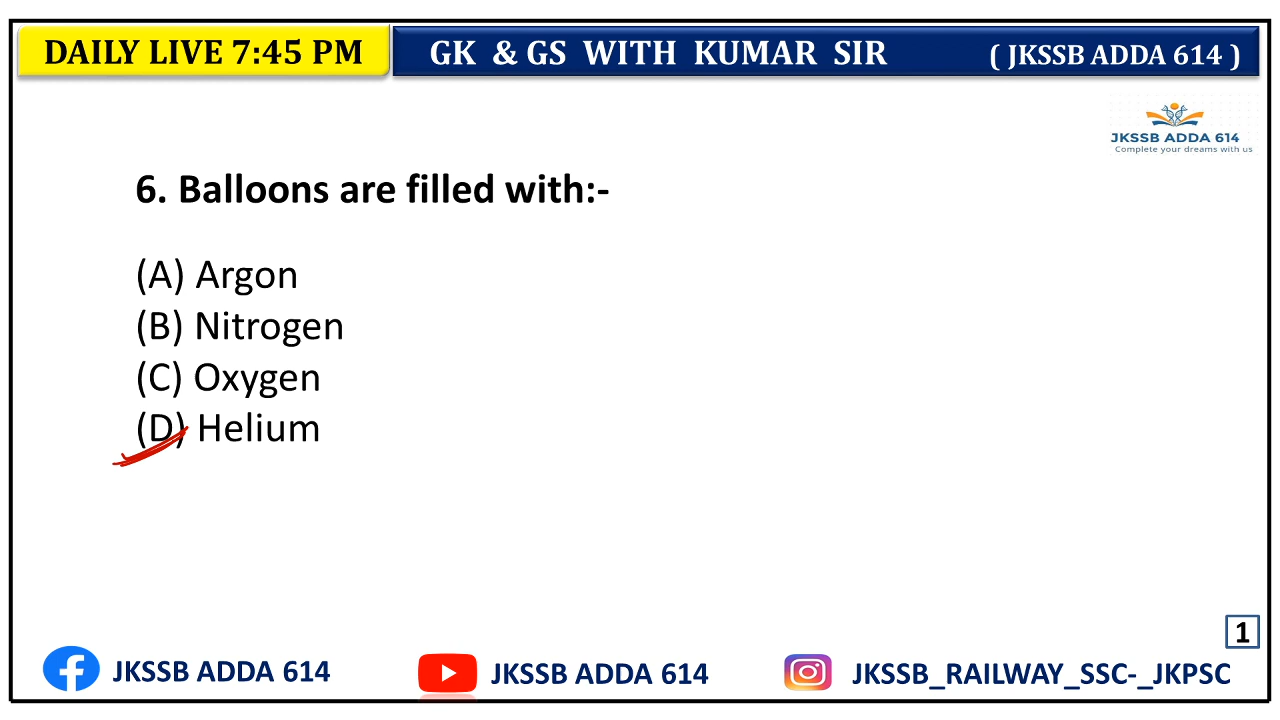 DAILY LIVE 7:45 PM
GK & GS WITH KUMAR SIR ( JKSSB ADDA 614 )
JKSSB ADDA 614
Complete your dreams with us
6. Balloons are filled with:-
(A) Argon
(B) Nitrogen
(C) Oxygen
(D) Helium
1
JKSSB ADDA 614
JKSSB ADDA 614
JKSSB_RAILWAY_SSC-_JKPSC